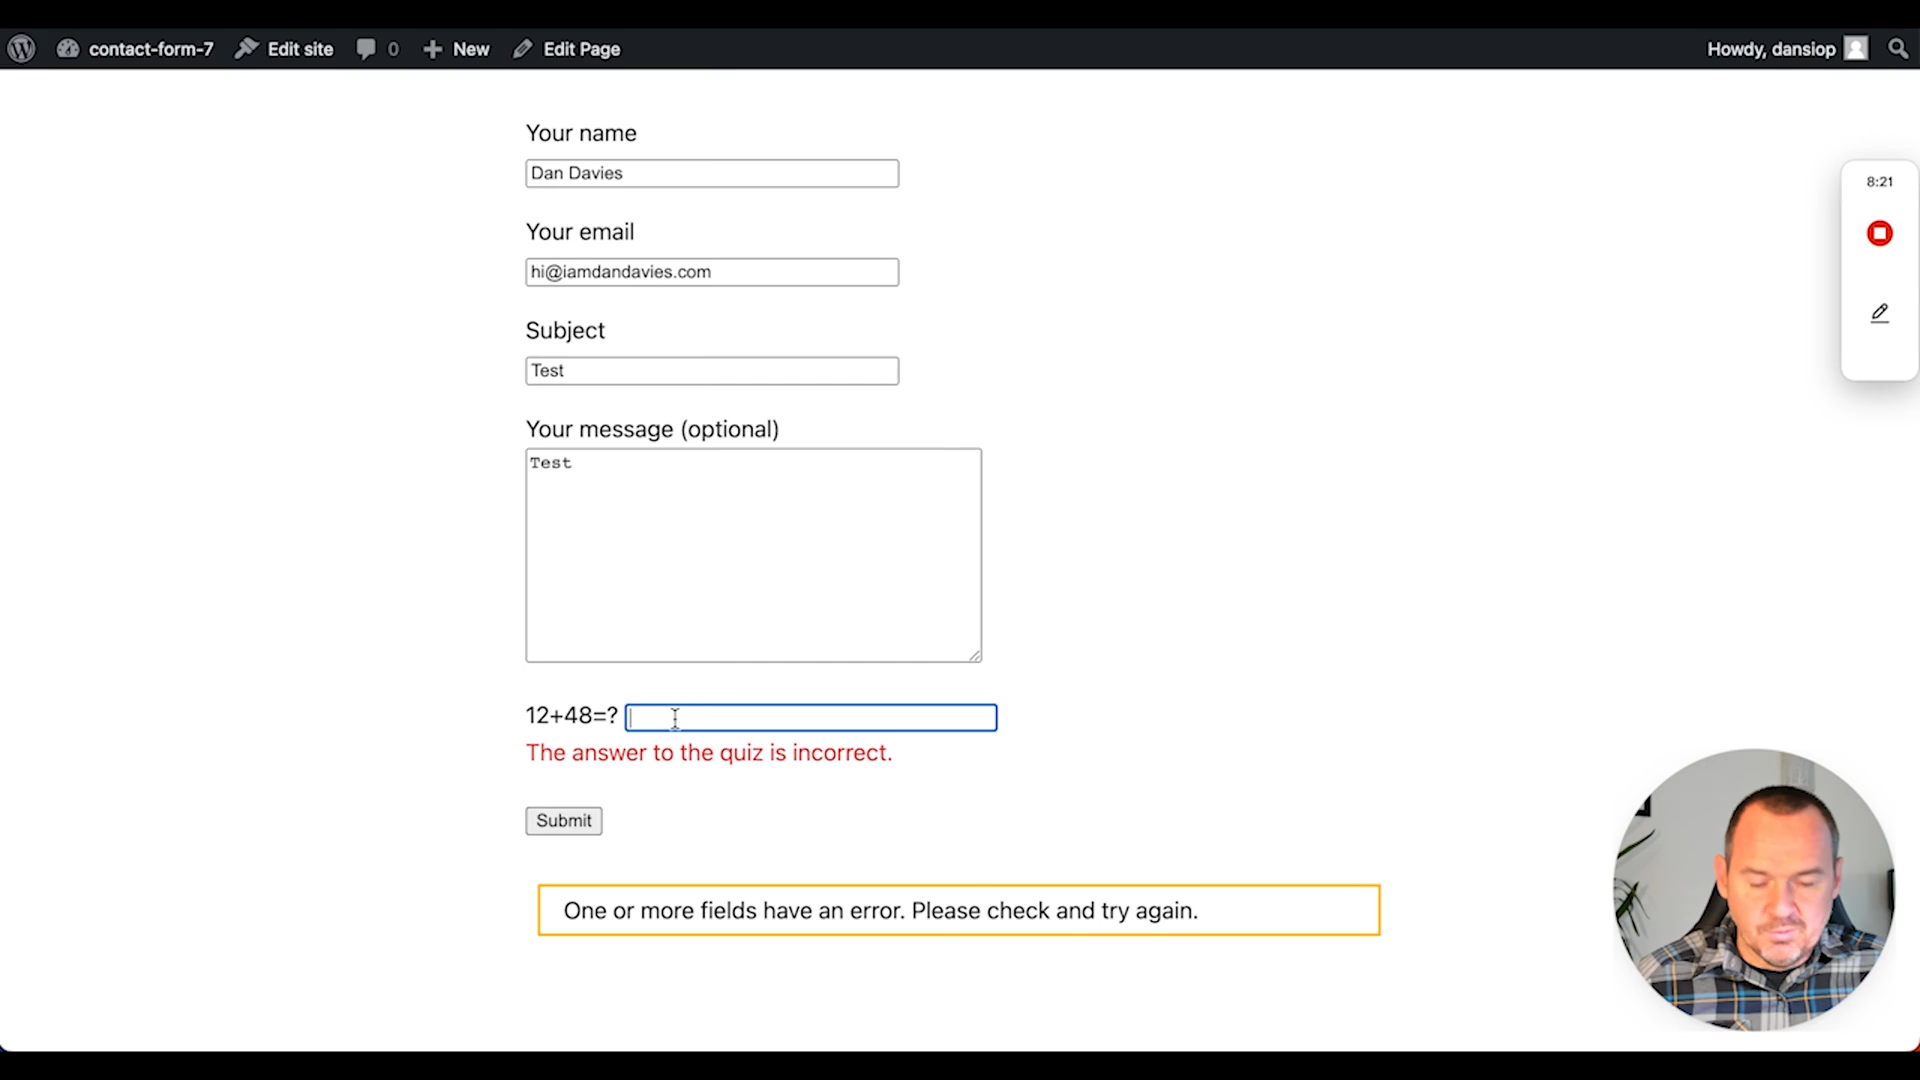 contact-form-7 Edit site 0 New Edit Page Howdy, dansiop
Your name
Dan Davies
8:21
Your email
hi@iamdandavies.com
Subject
Test
Your message (optional)
Test
12+48=?
The answer to the quiz is incorrect.
Submit
One or more fields have an error. Please check and try again.